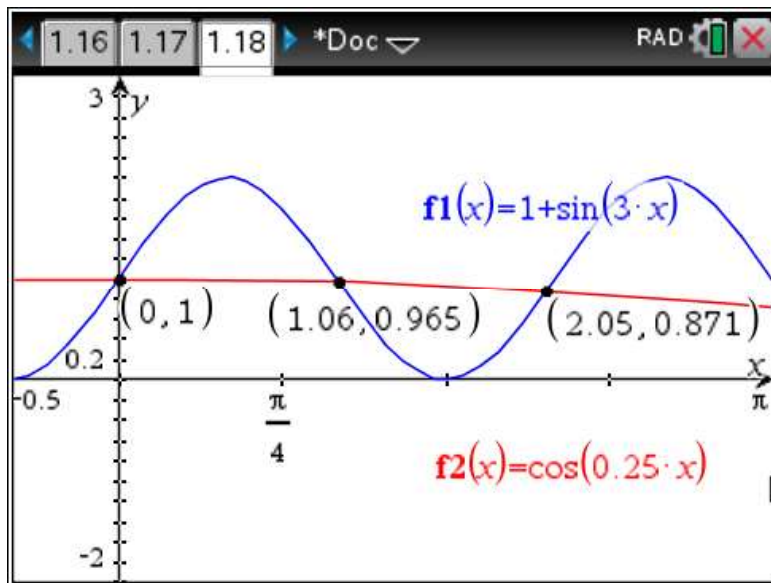 1.16 1.17 1.18 *Doc RAD
3 y
f1(x)=1+sin(3·x)
(0,1) (1.06,0.965) (2.05,0.871)
0.2 x
-0.5 π/4 π
f2(x)=cos(0.25·x)
-2